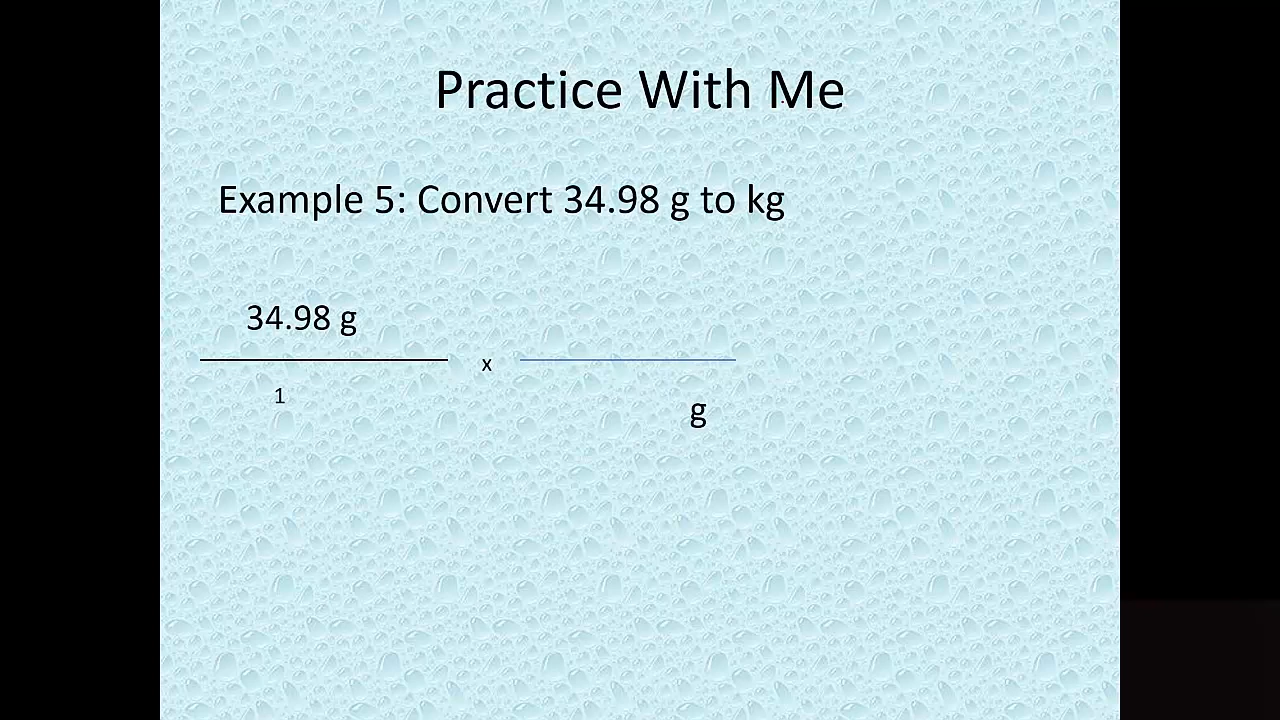 Practice With Me
Example 5: Convert 34.98 g to kg
34.98 g
x
1
g